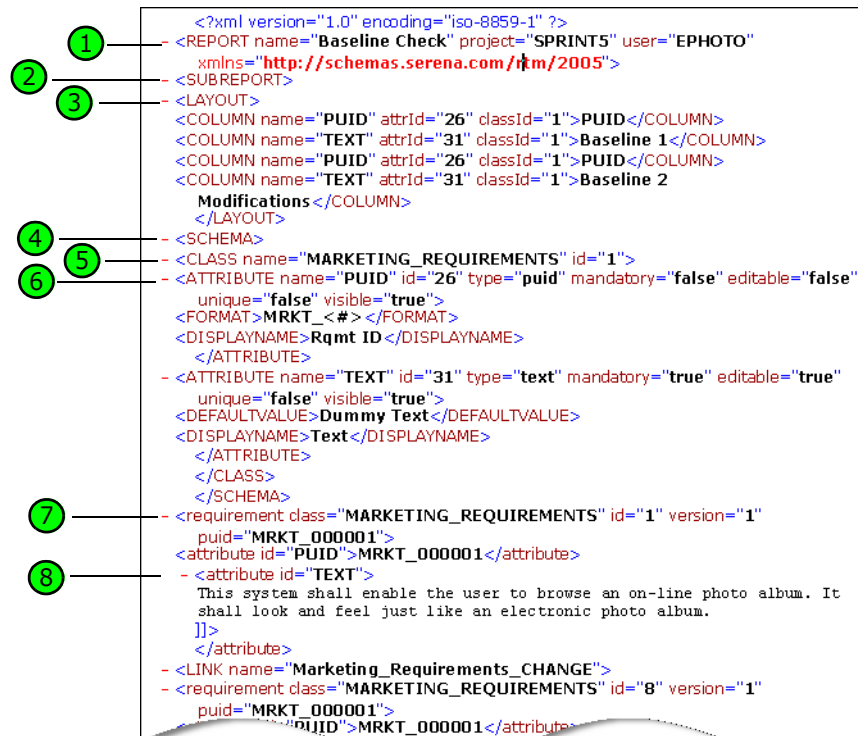 <?xml version="1.0" encoding="iso-8859-1" ?>
1 - <REPORT name="Baseline Check" project="SPRINT5" user="EPHOTO"
xmlns="http://schemas.serena.com/rtm/2005">
2 - <SUBREPORT>
3 - <LAYOUT>
<COLUMN name="PUID" attrId="26" classId="1">PUID</COLUMN>
<COLUMN name="TEXT" attrId="31" classId="1">Baseline 1</COLUMN>
<COLUMN name="PUID" attrId="26" classId="1">PUID</COLUMN>
<COLUMN name="TEXT" attrId="31" classId="1">Baseline 2
Modifications</COLUMN>
</LAYOUT>
4 - <SCHEMA>
5 - <CLASS name="MARKETING_REQUIREMENTS" id="1">
6 - <ATTRIBUTE name="PUID" id="26" type="puid" mandatory="false" editable="false"
unique="false" visible="true">
<FORMAT>MRKT_<#></FORMAT>
<DISPLAYNAME>Rqmt ID</DISPLAYNAME>
</ATTRIBUTE>
- <ATTRIBUTE name="TEXT" id="31" type="text" mandatory="true" editable="true"
unique="false" visible="true">
<DEFAULTVALUE>Dummy Text</DEFAULTVALUE>
<DISPLAYNAME>Text</DISPLAYNAME>
</ATTRIBUTE>
</CLASS>
</SCHEMA>
7 - <requirement class="MARKETING_REQUIREMENTS" id="1" version="1"
puid="MRKT_000001">
<attribute id="PUID">MRKT_000001</attribute>
8 - <attribute id="TEXT">
This system shall enable the user to browse an on-line photo album. It
shall look and feel just like an electronic photo album.
]]>
</attribute>
- <LINK name="Marketing_Requirements_CHANGE">
- <requirement class="MARKETING_REQUIREMENTS" id="8" version="1"
puid="MRKT_000001">
"PUID">MRKT_000001</attribute>